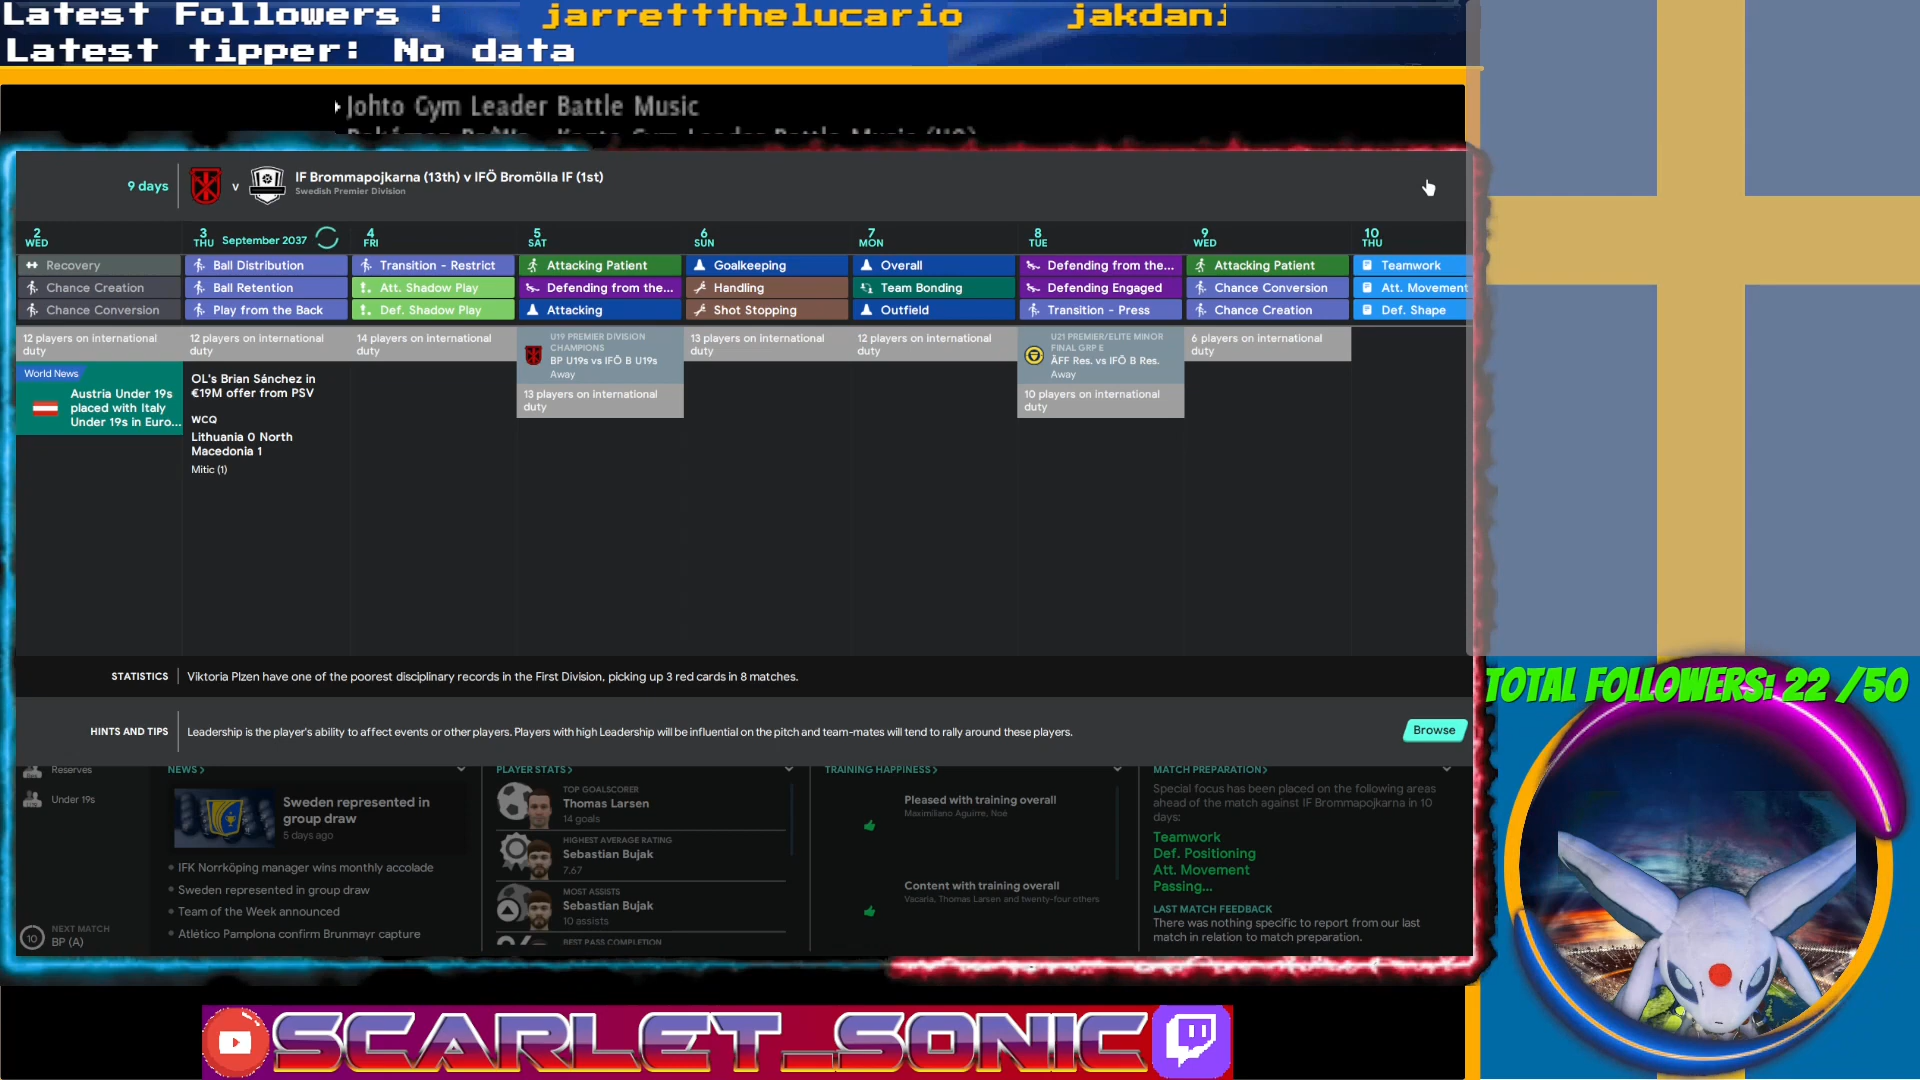 Latest Followers :
jarrettthelucario jakdani
Latest tipper: No data
Johto Gym Leader Battle Music
9 days
v
IF Brommapojkarna (13th) v IFÖ Bromölla IF (1st)
Swedish Premier Division
2 WED
3 THU September 2037
4 FRI
5 SAT
6 SUN
7 MON
8 TUE
9 WED
10 THU
Recovery
Ball Distribution
Transition - Restrict
Attacking Patient
Goalkeeping
Overall
Defending from the...
Attacking Patient
Teamwork
Chance Creation
Ball Retention
Att. Shadow Play
Defending from the...
Handling
Team Bonding
Defending Engaged
Chance Conversion
Att. Movement
Chance Conversion
Play from the Back
Def. Shadow Play
Attacking
Shot Stopping
Outfield
Transition - Press
Chance Creation
Def. Shape
12 players on international
duty
12 players on international
duty
14 players on international
duty
U19 PREMIER DIVISION
CHAMPIONS
BP U19s vs IFÖ B U19s
Away
13 players on international
duty
13 players on international
duty
12 players on international
duty
U21 PREMIER/ELITE MINOR
FINAL GRP E
ÄFF Res. vs IFÖ B Res.
Away
10 players on international
duty
6 players on international
duty
World News
Austria Under 19s
placed with Italy
Under 19s in Euro...
OL's Brian Sánchez in
€19M offer from PSV
WCQ
Lithuania 0 North
Macedonia 1
Mitic (1)
STATISTICS
Viktoria Plzen have one of the poorest disciplinary records in the First Division, picking up 3 red cards in 8 matches.
HINTS AND TIPS
Leadership is the player's ability to affect events or other players. Players with high Leadership will be influential on the pitch and team-mates will tend to rally around these players.
Browse
Reserves
Under 19s
10
NEXT MATCH
BP (A)
NEWS >
Sweden represented in
group draw
5 days ago
IFK Norrköping manager wins monthly accolade
Sweden represented in group draw
Team of the Week announced
Atlético Pamplona confirm Brunmayr capture
PLAYER STATS >
TOP GOALSCORER
Thomas Larsen
14 goals
HIGHEST AVERAGE RATING
Sebastian Bujak
7.67
MOST ASSISTS
Sebastian Bujak
10 assists
BEST PASS COMPLETION
TRAINING HAPPINESS >
Pleased with training overall
Maximiliano Aguirre, Noé
Content with training overall
Vacaria, Thomas Larsen and twenty-four others
MATCH PREPARATION >
Special focus has been placed on the following areas
ahead of the match against IF Brommapojkarna in 10
days:
Teamwork
Def. Positioning
Att. Movement
Passing...
LAST MATCH FEEDBACK
There was nothing specific to report from our last
match in relation to match preparation.
TOTAL FOLLOWERS: 22 /50
SCARLET_SONIC